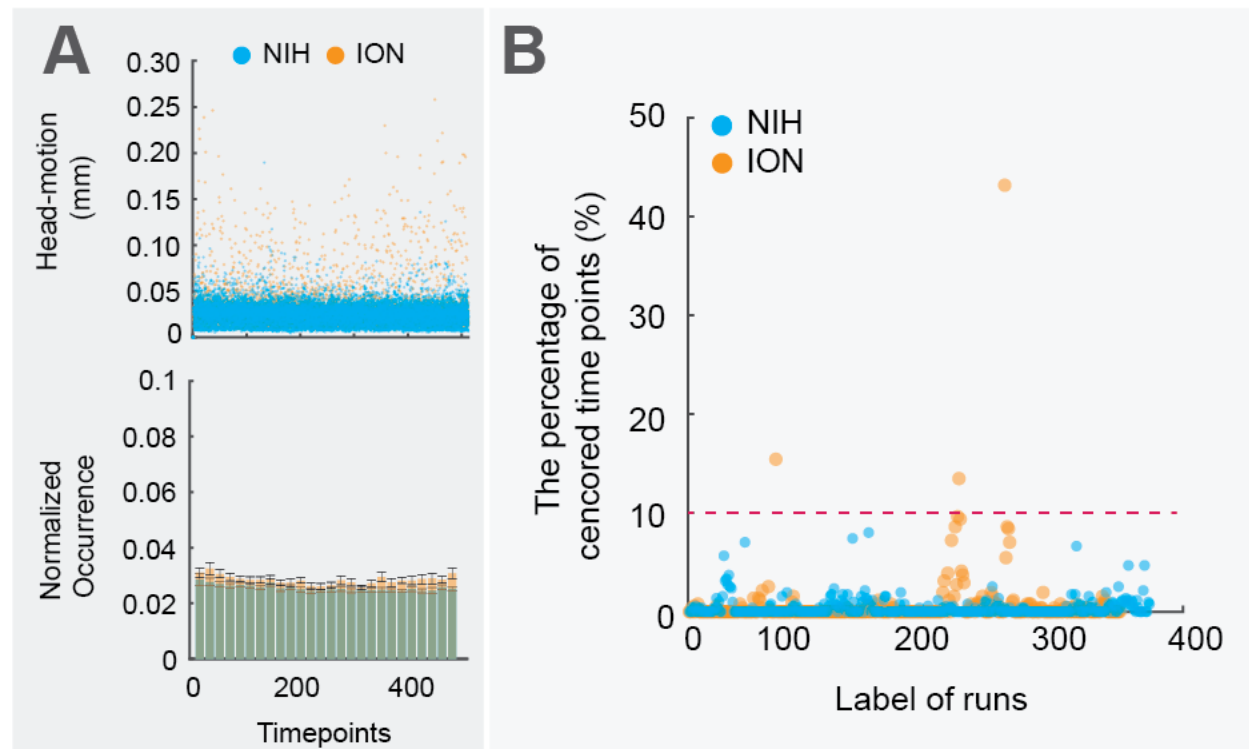 A
NIH ION
Head-motion
(mm)
0.30
0.25
0.20
0.15
0.10
0.05
0
Normalized
Occurrence
0.1
0.08
0.06
0.04
0.02
0
0 200 400
Timepoints
B
NIH
ION
The percentage of
cencored time points (%)
50
40
30
20
10
0
0 100 200 300 400
Label of runs